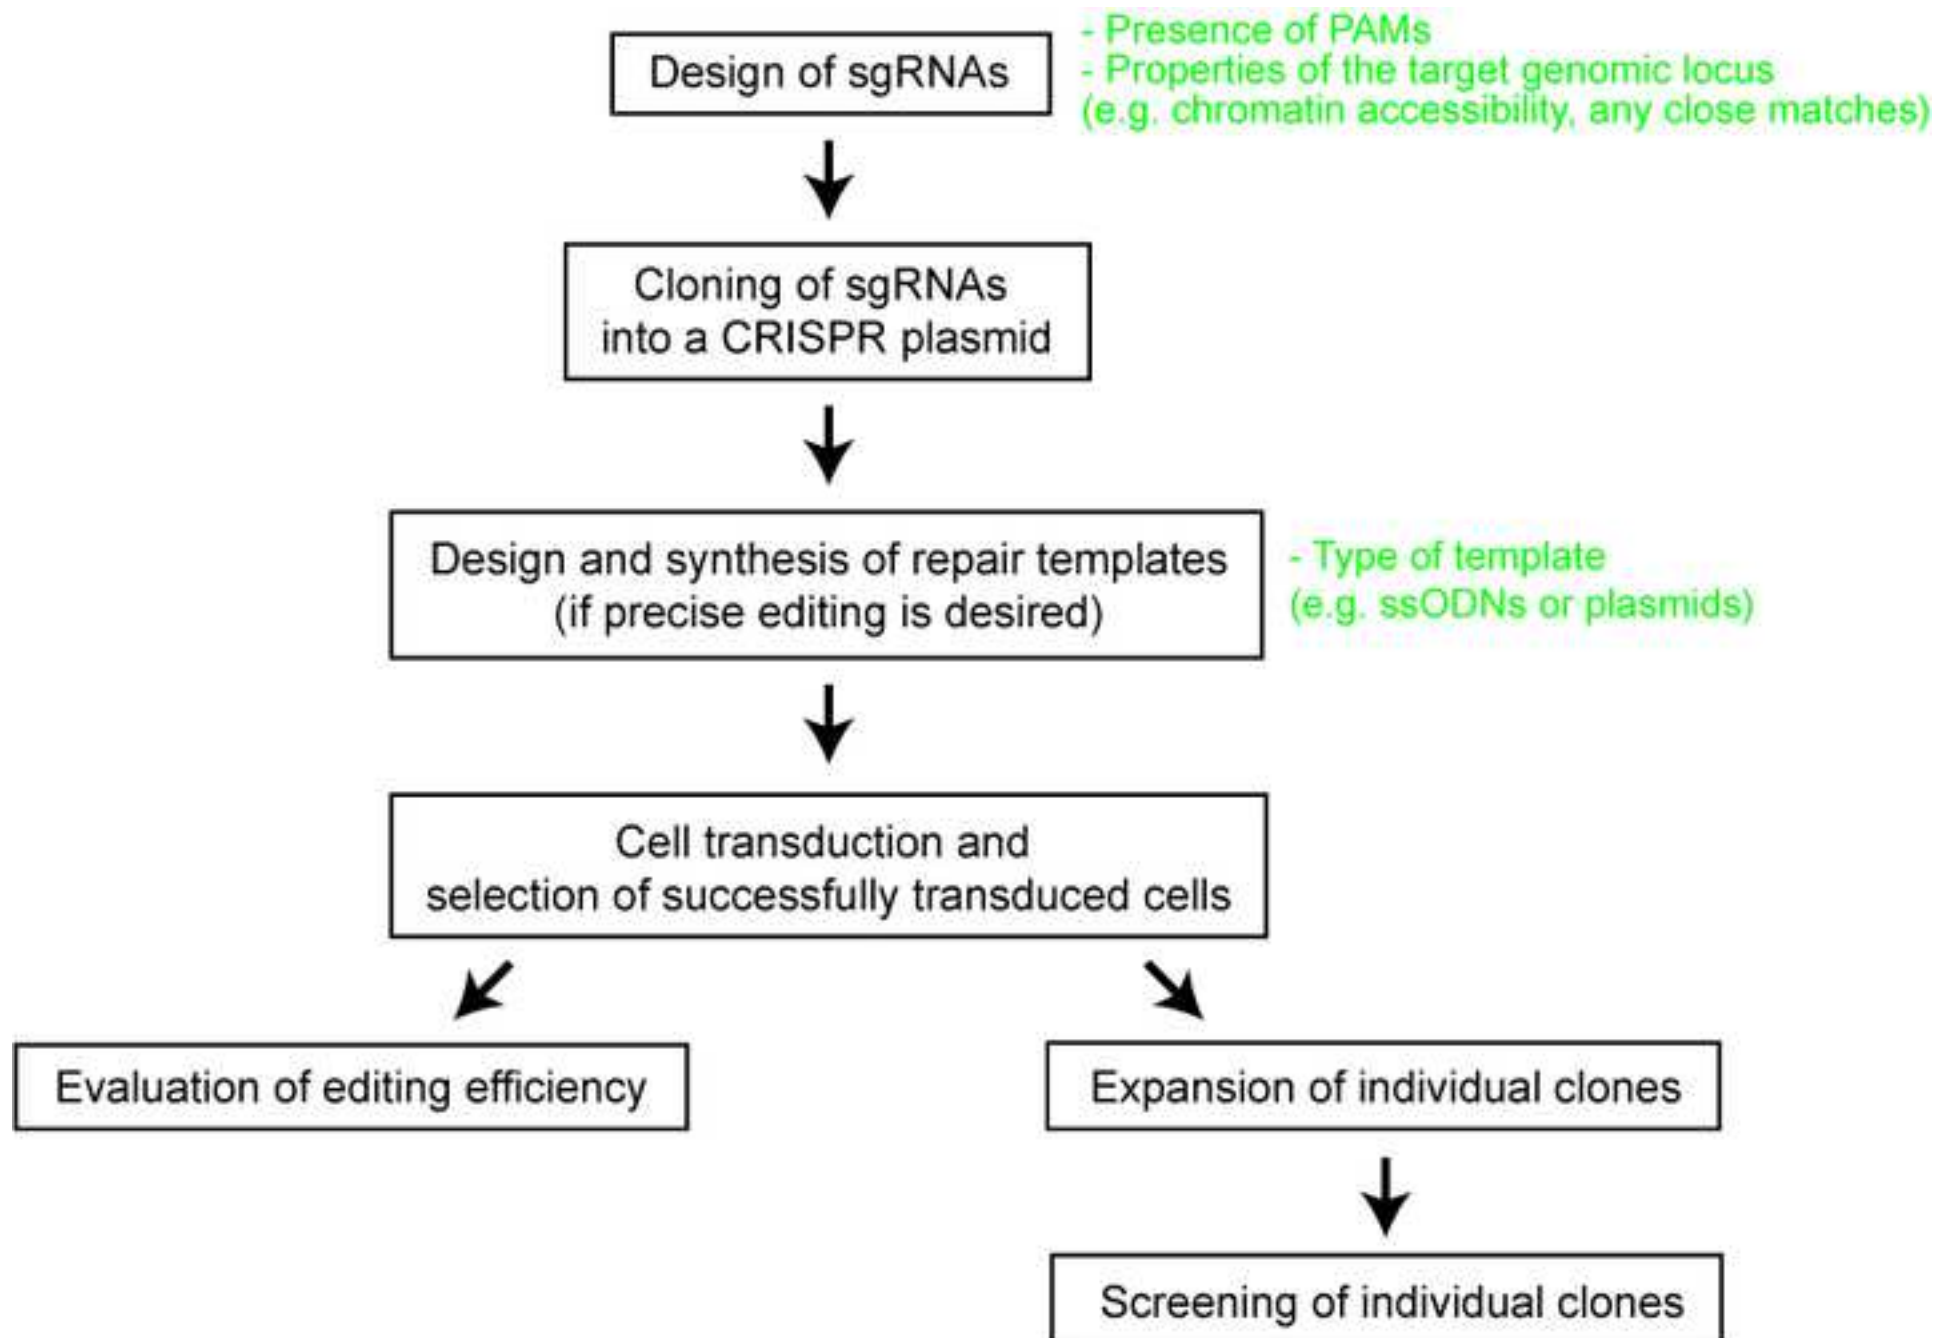 Design of sgRNAs
- Presence of PAMs
- Properties of the target genomic locus
(e.g. chromatin accessibility, any close matches)
Cloning of sgRNAs
into a CRISPR plasmid
Design and synthesis of repair templates
(if precise editing is desired)
- Type of template
(e.g. ssODNs or plasmids)
Cell transduction and
selection of successfully transduced cells
Evaluation of editing efficiency
Expansion of individual clones
Screening of individual clones